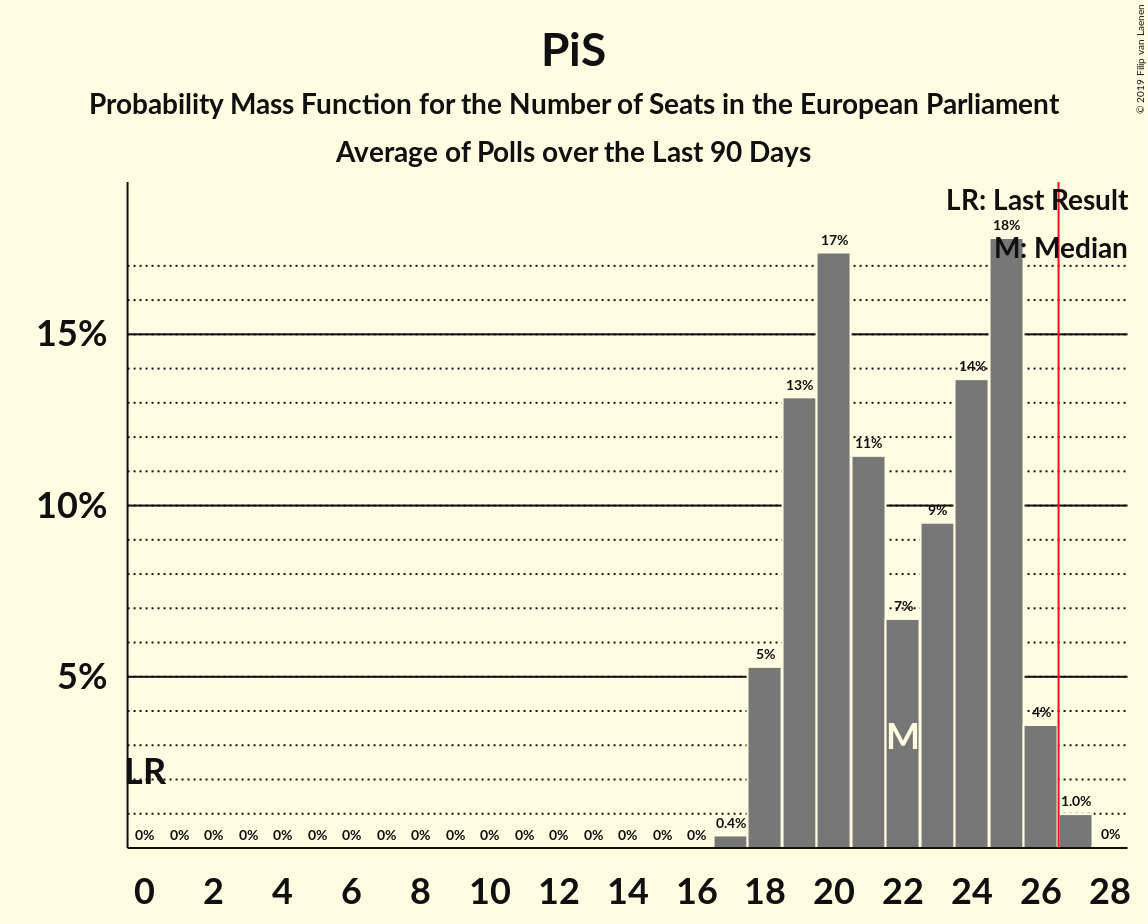 PiS
Probability Mass Function for the Number of Seats in the European Parliament
Average of Polls over the Last 90 Days
© 2019 Filip van Laenen
LR: Last Result
M: Median
18%
17%
15%
14%
13%
11%
10%
9%
7%
5%
5%
4%
M
LR
1.0%
0.4%
0% 0% 0% 0% 0% 0% 0% 0% 0% 0% 0% 0% 0% 0% 0% 0% 0% 0%
0 2 4 6 8 10 12 14 16 18 20 22 24 26 28